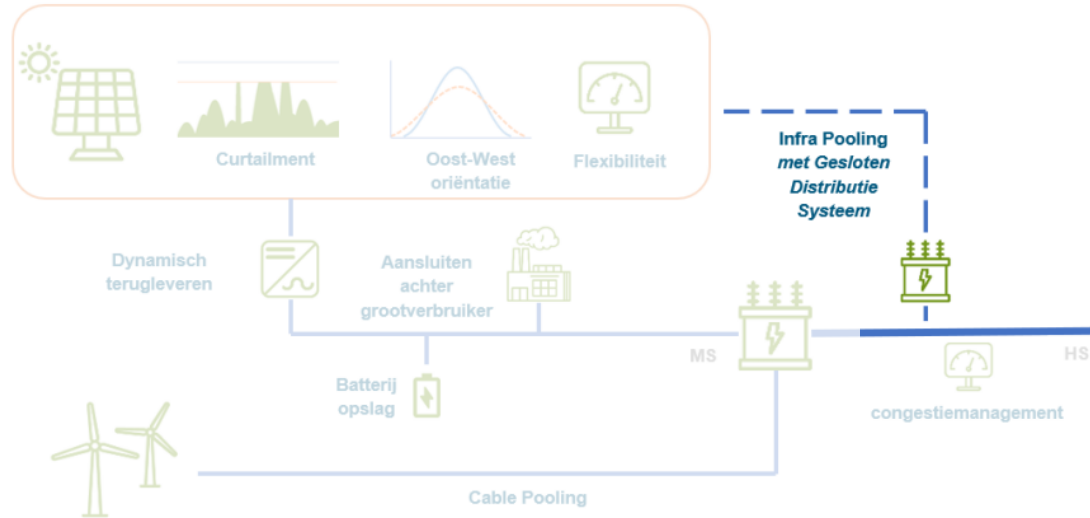 Curtailment
Oost-West
oriëntatie
Flexibiliteit
Infra Pooling
met Gesloten
Distributie
Systeem
Dynamisch
terugleveren
Aansluiten
achter
grootverbruiker
MS
HS
Batterij
opslag
congestiemanagement
Cable Pooling